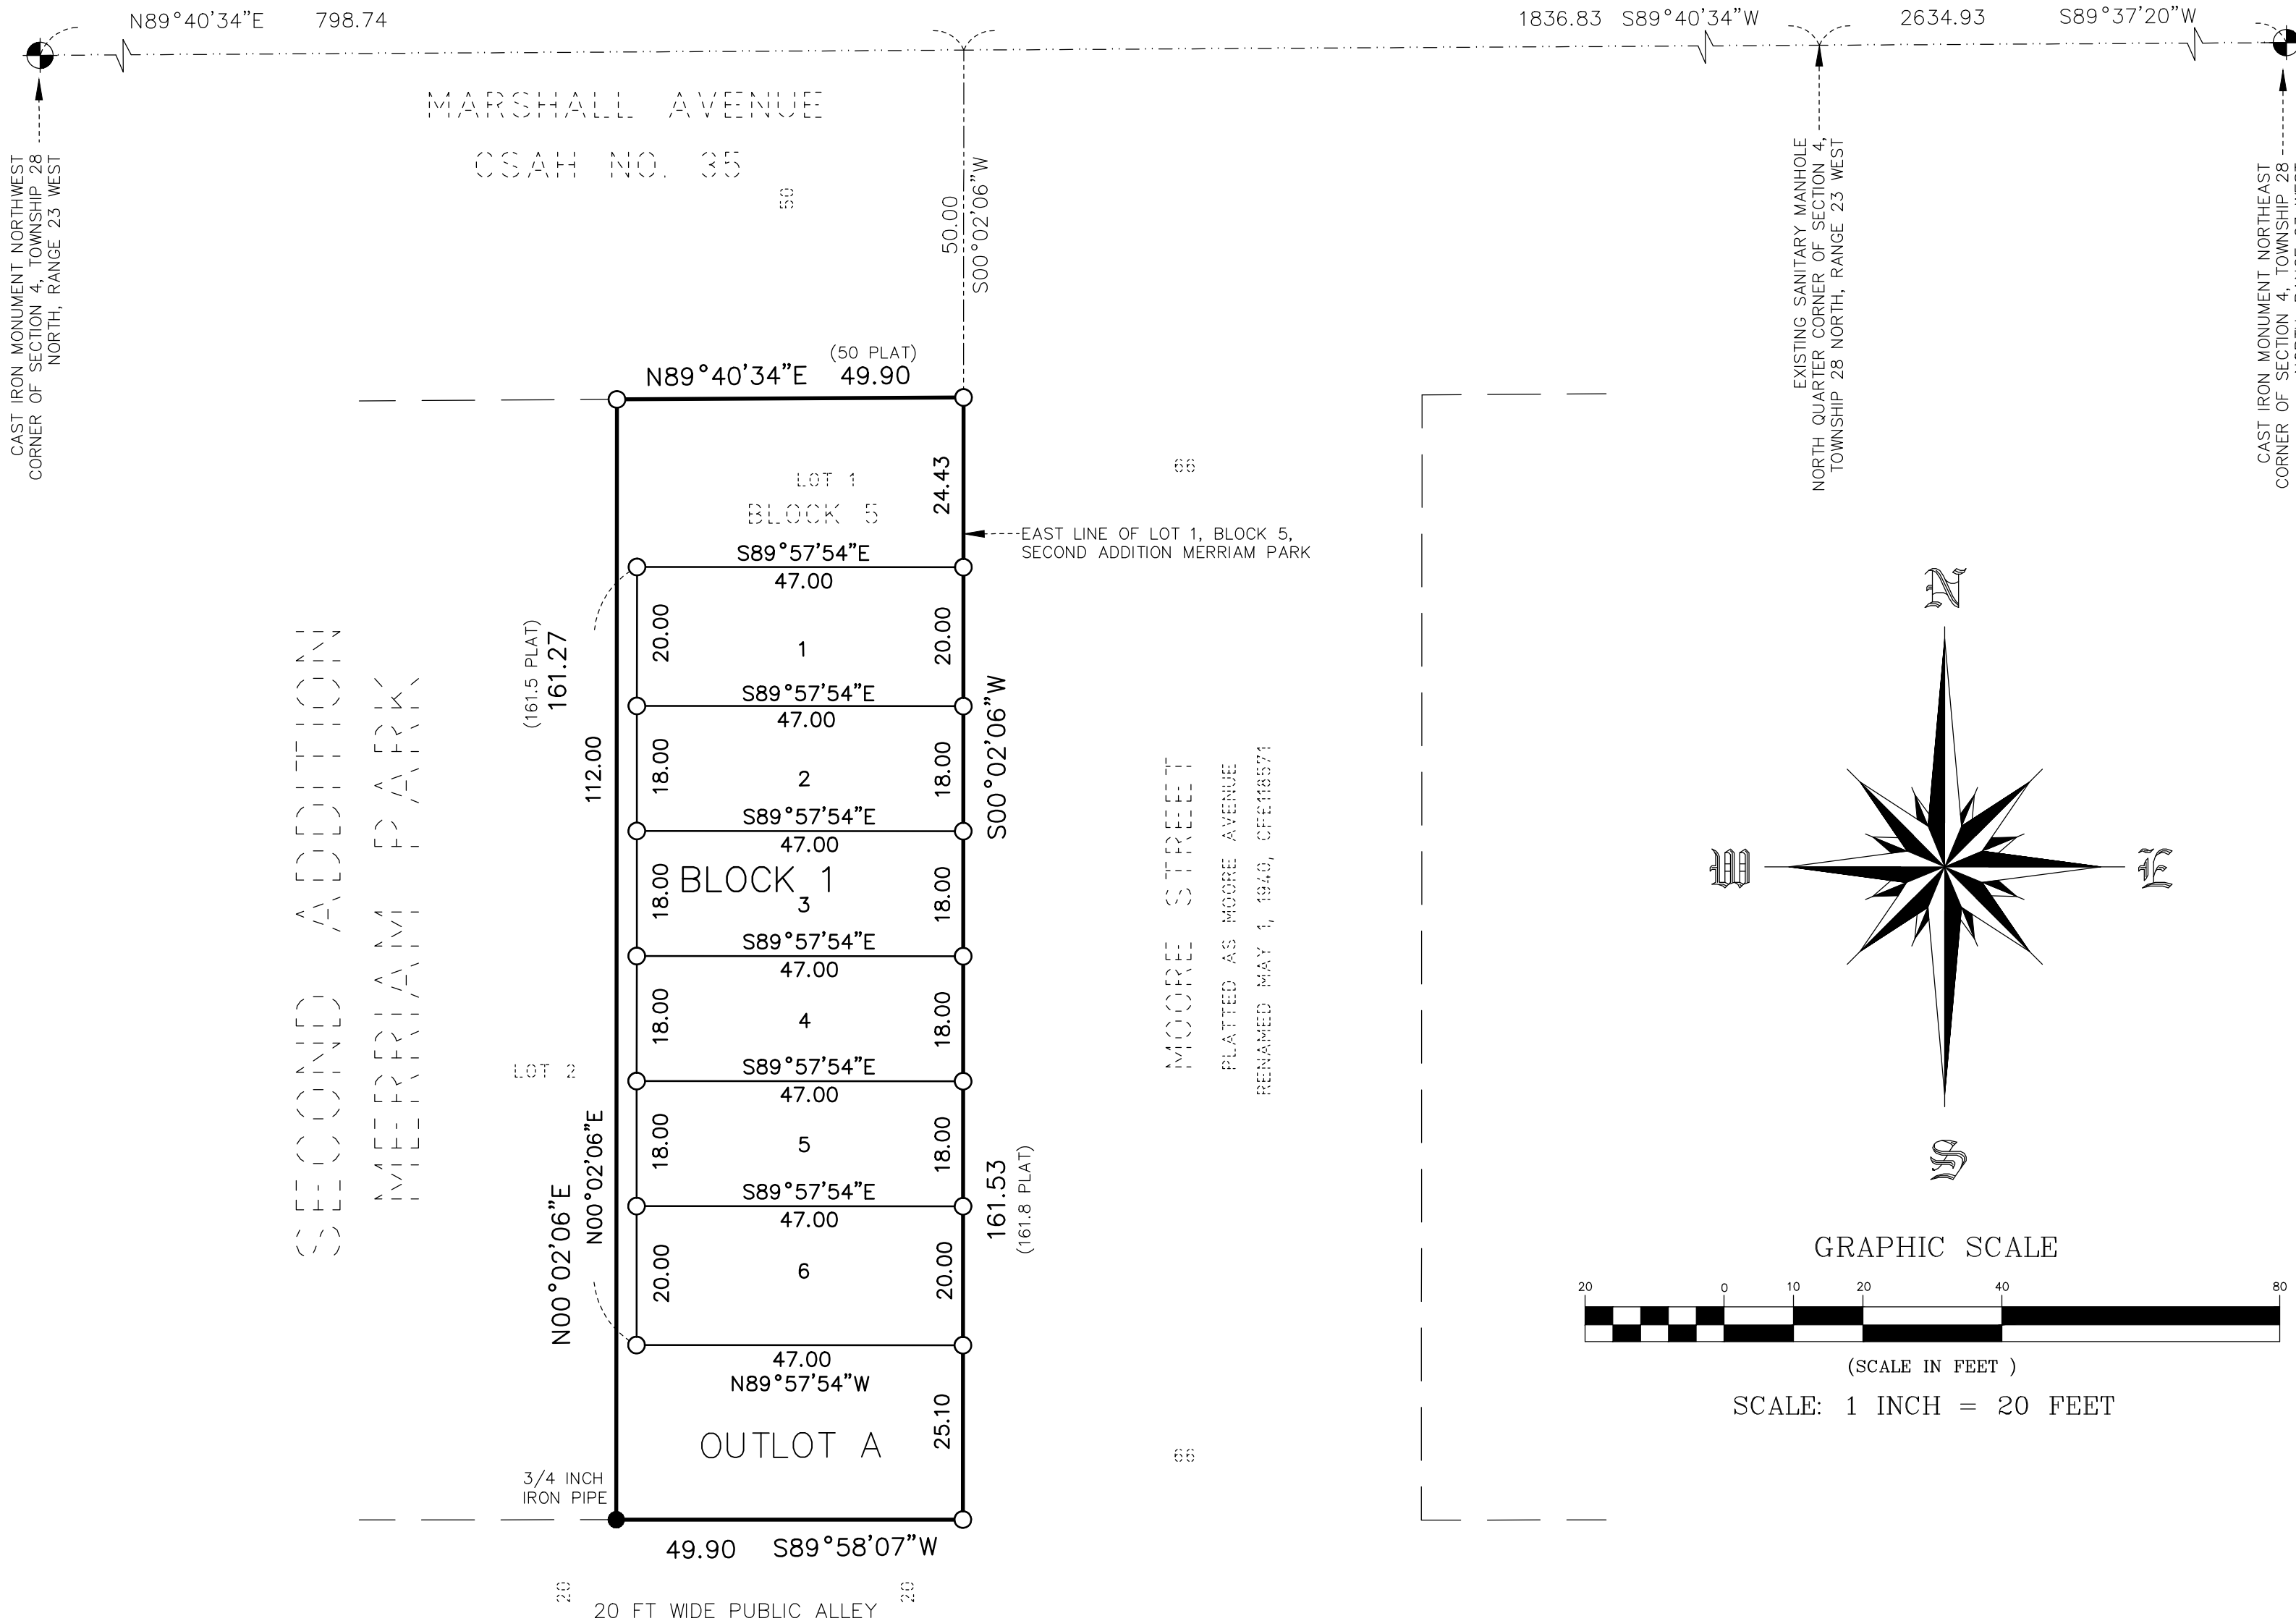 N89°40'34"E 798.74
1836.83 S89°40'34"W
2634.93 S89°37'20"W
MARSHALL AVENUE
CSAH NO. 35
50
CAST IRON MONUMENT NORTHWEST
CORNER OF SECTION 4, TOWNSHIP 28
NORTH, RANGE 23 WEST
50.00
S00°02'06"W
EXISTING SANITARY MANHOLE
NORTH QUARTER CORNER OF SECTION 4,
TOWNSHIP 28 NORTH, RANGE 23 WEST
CAST IRON MONUMENT NORTHEAST
CORNER OF SECTION 4, TOWNSHIP 28
(50 PLAT)
N89°40'34"E 49.90
LOT 1
BLOCK 5
24.43
66
EAST LINE OF LOT 1, BLOCK 5,
SECOND ADDITION MERRIAM PARK
S89°57'54"E
47.00
20.00
1
20.00
(161.5 PLAT)
161.27
S89°57'54"E
47.00
112.00
18.00
2
18.00
S00°02'06"W
S89°57'54"E
47.00
BLOCK 1
18.00
3
18.00
S89°57'54"E
47.00
18.00
4
18.00
SECOND ADDITION
MERRIAM PARK
LOT 2
MOORE STREET
PLATTED AS MOORE AVENUE
RENAMED MAY 1, 1940, CFE118571
S89°57'54"E
47.00
18.00
5
18.00
N00°02'06"E
N00°02'06"E
161.53
(161.8 PLAT)
S89°57'54"E
47.00
20.00
6
20.00
47.00
N89°57'54"W
25.10
OUTLOT A
3/4 INCH
IRON PIPE
66
49.90 S89°58'07"W
20
20
20 FT WIDE PUBLIC ALLEY
N
W
E
S
GRAPHIC SCALE
20 0 10 20 40 80
(SCALE IN FEET )
SCALE: 1 INCH = 20 FEET